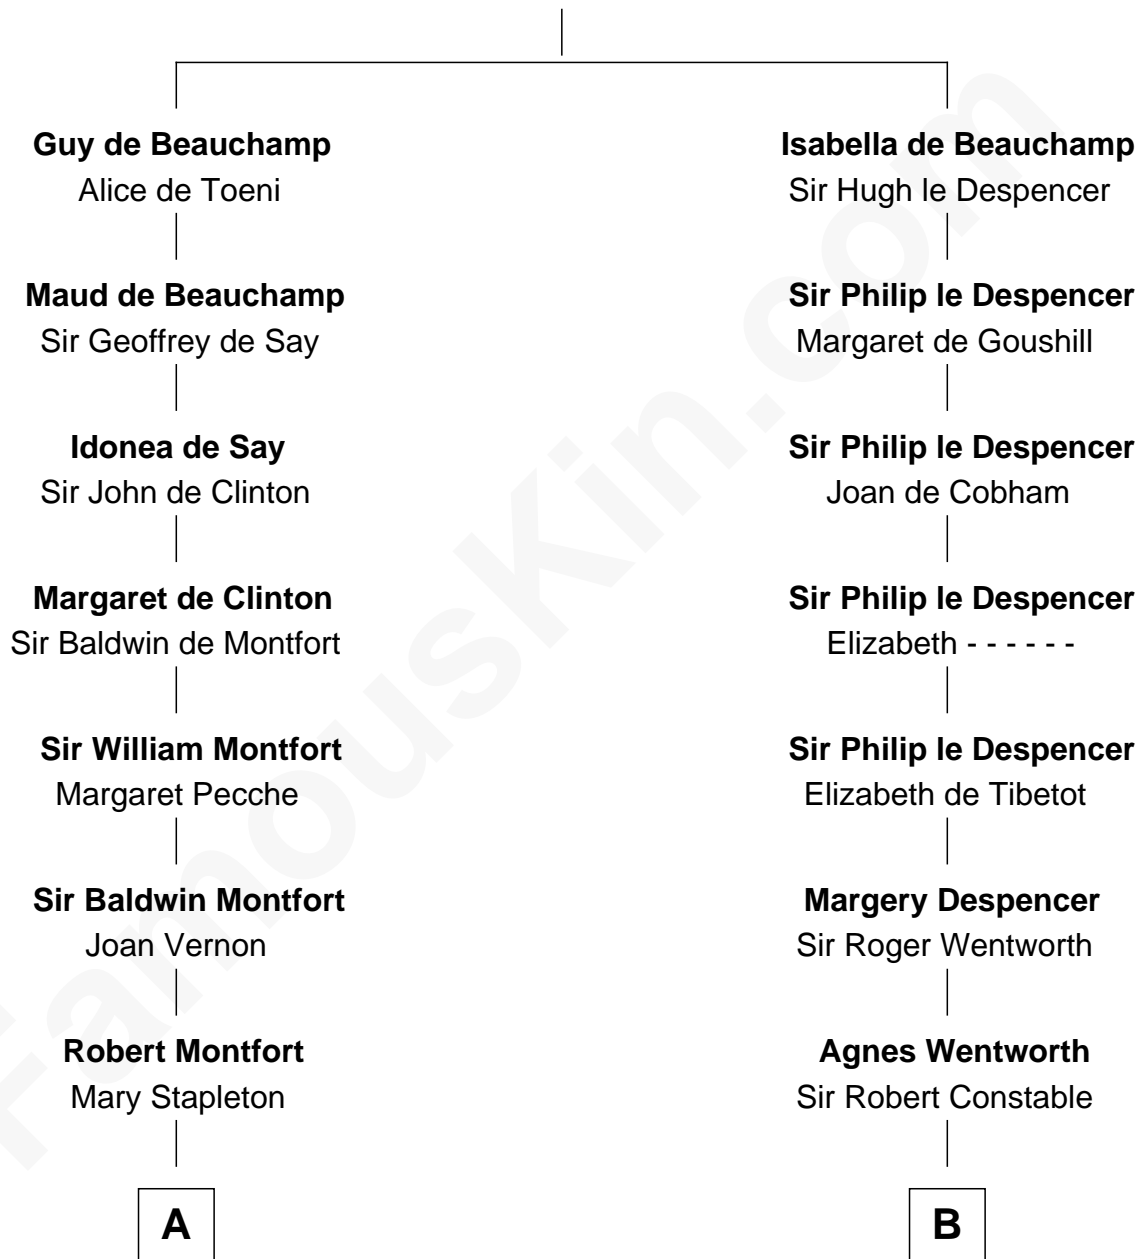 Guy de Beauchamp
Alice de Toeni
Maud de Beauchamp
Sir Geoffrey de Say
Idonea de Say
Sir John de Clinton
Margaret de Clinton
Sir Baldwin de Montfort
Sir William Montfort
Margaret Pecche
Sir Baldwin Montfort
Joan Vernon
Robert Montfort
Mary Stapleton
A
Isabella de Beauchamp
Sir Hugh le Despencer
Sir Philip le Despencer
Margaret de Goushill
Sir Philip le Despencer
Joan de Cobham
Sir Philip le Despencer
Elizabeth - - - - - -
Sir Philip le Despencer
Elizabeth de Tibetot
Margery Despencer
Sir Roger Wentworth
Agnes Wentworth
Sir Robert Constable
B
FamousKin.com